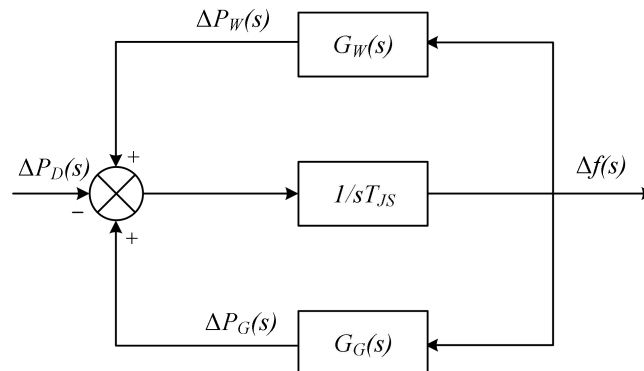 ΔP_W(s)
G_W(s)
+
ΔP_D(s)
−
1/sT_JS
Δf(s)
+
ΔP_G(s)
G_G(s)